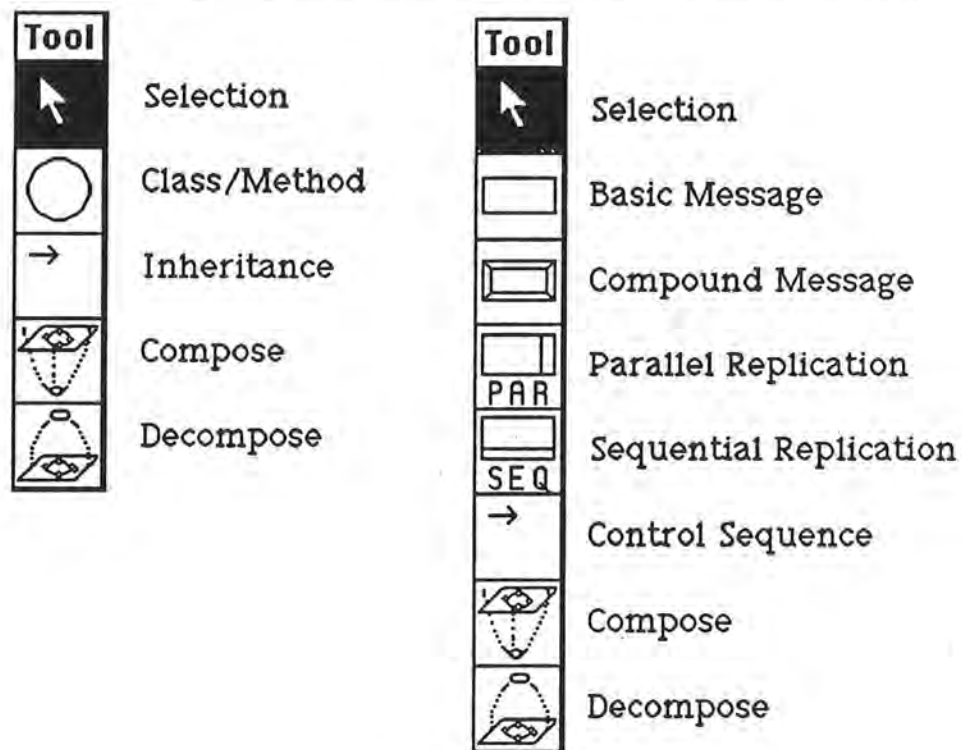 Tool
Selection
Class/Method
Inheritance
Compose
Decompose
Tool
Selection
Basic Message
Compound Message
PAR
Parallel Replication
SEQ
Sequential Replication
Control Sequence
Compose
Decompose